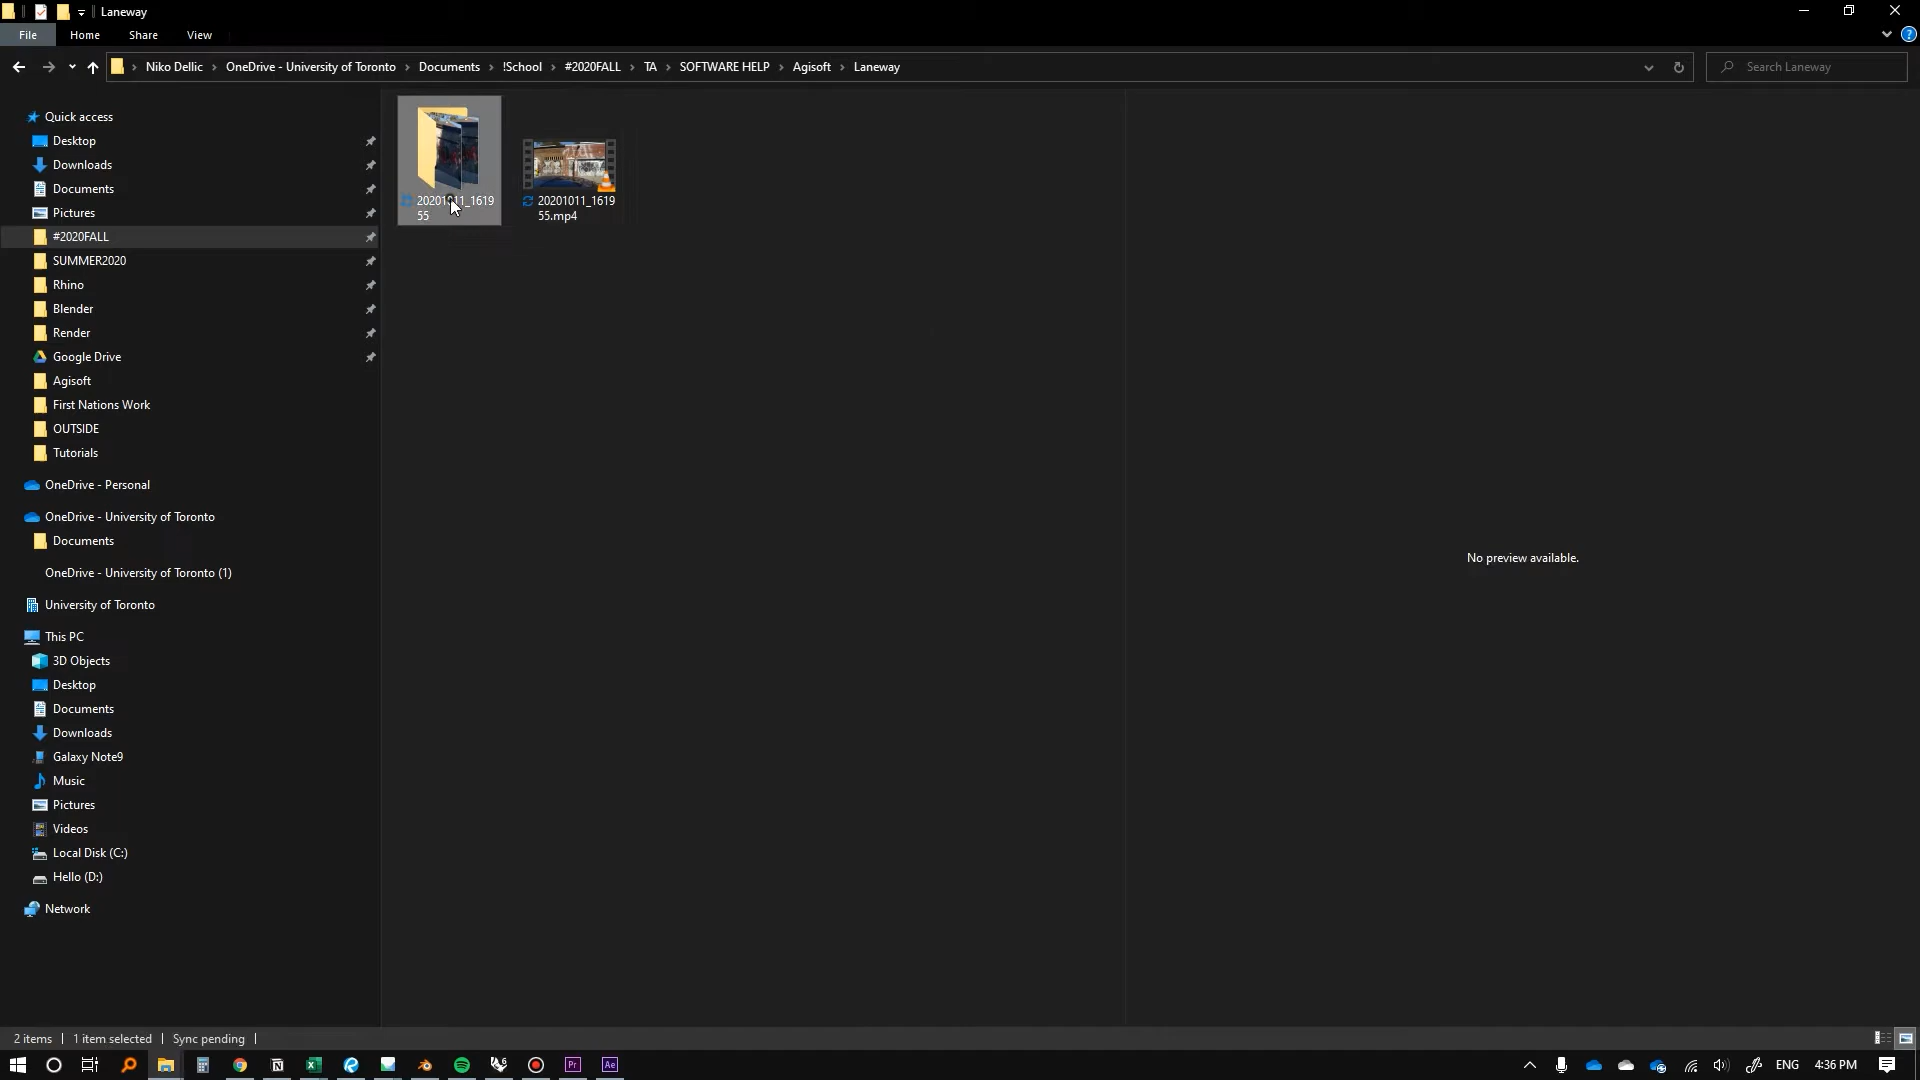 Laneway
File Home Share View
Niko Dellic OneDrive - University of Toronto Documents !School #2020FALL TA SOFTWARE HELP Agisoft Laneway
Search Laneway
Quick access
Desktop
Downloads
Documents
Pictures
#2020FALL
SUMMER2020
Rhino
Blender
Render
Google Drive
Agisoft
First Nations Work
OUTSIDE
Tutorials
OneDrive - Personal
OneDrive - University of Toronto
Documents
OneDrive - University of Toronto (1)
University of Toronto
This PC
3D Objects
Desktop
Documents
Downloads
Galaxy Note9
Music
Pictures
Videos
Local Disk (C:)
Hello (D:)
Network
20201011_1619
55
20201011_1619
55.mp4
No preview available.
2 items 1 item selected Sync pending
N X 6 Pr Ae ENG 4:36 PM